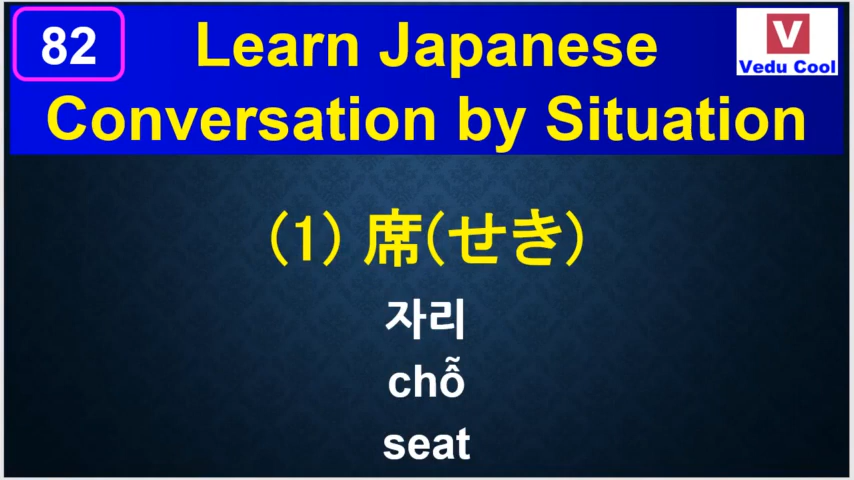 82
Learn Japanese
Conversation by Situation
V
Vedu Cool
(1) 席(せき)
자리
chỗ
seat